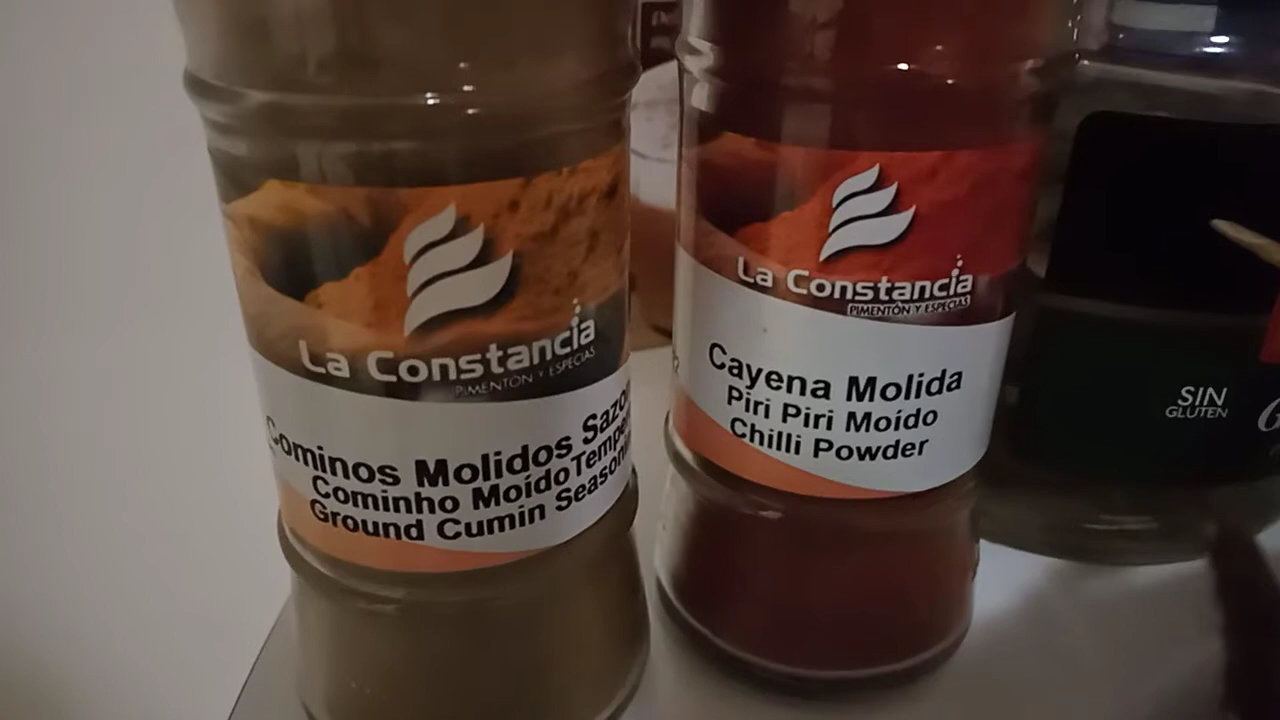 La Constancia
PIMENTÓN Y ESPECIAS
Cominos Molidos
Cominho Moído
Ground Cumin
La Constancia
PIMENTÓN Y ESPECIAS
Cayena Molida
Piri Piri Moído
Chilli Powder
SIN
GLUTEN